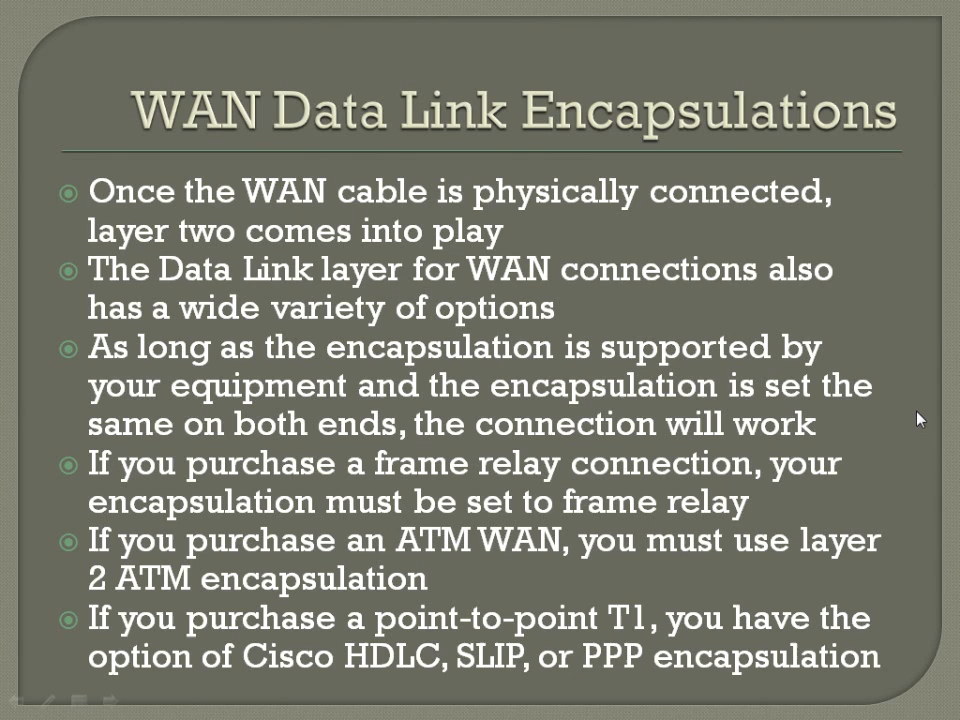 WAN Data Link Encapsulations
Once the WAN cable is physically connected,
layer two comes into play
The Data Link layer for WAN connections also
has a wide variety of options
As long as the encapsulation is supported by
your equipment and the encapsulation is set the
same on both ends, the connection will work
If you purchase a frame relay connection, your
encapsulation must be set to frame relay
If you purchase an ATM WAN, you must use layer
2 ATM encapsulation
If you purchase a point-to-point T1, you have the
option of Cisco HDLC, SLIP, or PPP encapsulation